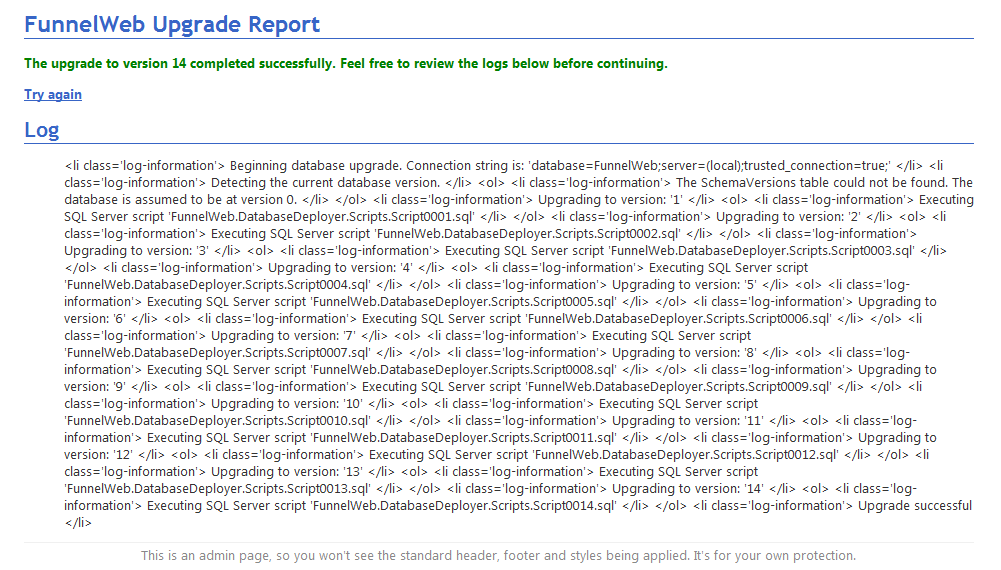 FunnelWeb Upgrade Report
The upgrade to version 14 completed successfully. Feel free to review the logs below before continuing.
Try again
Log
<li class='log-information'> Beginning database upgrade. Connection string is: 'database=FunnelWeb;server=(local);trusted_connection=true;' </li> <li
class='log-information'> Detecting the current database version. </li> <ol> <li class='log-information'> The SchemaVersions table could not be found. The
database is assumed to be at version 0. </li> </ol> <li class='log-information'> Upgrading to version: '1' </li> <ol> <li class='log-information'> Executing
SQL Server script 'FunnelWeb.DatabaseDeployer.Scripts.Script0001.sql' </li> </ol> <li class='log-information'> Upgrading to version: '2' </li> <ol> <li
class='log-information'> Executing SQL Server script 'FunnelWeb.DatabaseDeployer.Scripts.Script0002.sql' </li> </ol> <li class='log-information'>
Upgrading to version: '3' </li> <ol> <li class='log-information'> Executing SQL Server script 'FunnelWeb.DatabaseDeployer.Scripts.Script0003.sql' </li>
</ol> <li class='log-information'> Upgrading to version: '4' </li> <ol> <li class='log-information'> Executing SQL Server script
'FunnelWeb.DatabaseDeployer.Scripts.Script0004.sql' </li> </ol> <li class='log-information'> Upgrading to version: '5' </li> <ol> <li class='log-
information'> Executing SQL Server script 'FunnelWeb.DatabaseDeployer.Scripts.Script0005.sql' </li> </ol> <li class='log-information'> Upgrading to
version: '6' </li> <ol> <li class='log-information'> Executing SQL Server script 'FunnelWeb.DatabaseDeployer.Scripts.Script0006.sql' </li> </ol> <li
class='log-information'> Upgrading to version: '7' </li> <ol> <li class='log-information'> Executing SQL Server script
'FunnelWeb.DatabaseDeployer.Scripts.Script0007.sql' </li> </ol> <li class='log-information'> Upgrading to version: '8' </li> <ol> <li class='log-
information'> Executing SQL Server script 'FunnelWeb.DatabaseDeployer.Scripts.Script0008.sql' </li> </ol> <li class='log-information'> Upgrading to
version: '9' </li> <ol> <li class='log-information'> Executing SQL Server script 'FunnelWeb.DatabaseDeployer.Scripts.Script0009.sql' </li> </ol> <li
class='log-information'> Upgrading to version: '10' </li> <ol> <li class='log-information'> Executing SQL Server script
'FunnelWeb.DatabaseDeployer.Scripts.Script0010.sql' </li> </ol> <li class='log-information'> Upgrading to version: '11' </li> <ol> <li class='log-
information'> Executing SQL Server script 'FunnelWeb.DatabaseDeployer.Scripts.Script0011.sql' </li> </ol> <li class='log-information'> Upgrading to
version: '12' </li> <ol> <li class='log-information'> Executing SQL Server script 'FunnelWeb.DatabaseDeployer.Scripts.Script0012.sql' </li> </ol> <li
class='log-information'> Upgrading to version: '13' </li> <ol> <li class='log-information'> Executing SQL Server script
'FunnelWeb.DatabaseDeployer.Scripts.Script0013.sql' </li> </ol> <li class='log-information'> Upgrading to version: '14' </li> <ol> <li class='log-
information'> Executing SQL Server script 'FunnelWeb.DatabaseDeployer.Scripts.Script0014.sql' </li> </ol> <li class='log-information'> Upgrade successful
</li>
This is an admin page, so you won't see the standard header, footer and styles being applied. It's for your own protection.